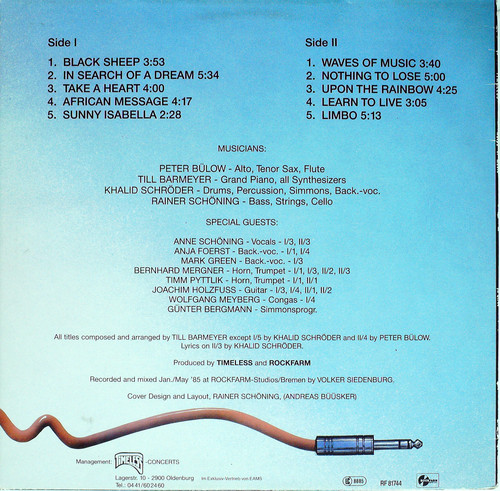 Side I
1. BLACK SHEEP 3:53
2. IN SEARCH OF A DREAM 5:34
3. TAKE A HEART 4:00
4. AFRICAN MESSAGE 4:17
5. SUNNY ISABELLA 2:28
Side II
1. WAVES OF MUSIC 3:40
2. NOTHING TO LOSE 5:00
3. UPON THE RAINBOW 4:25
4. LEARN TO LIVE 3:05
5. LIMBO 5:13
MUSICIANS:
PETER BÜLOW - Alto, Tenor Sax, Flute
TILL BARMEYER - Grand Piano, all Synthesizers
KHALID SCHRÖDER - Drums, Percussion, Simmons, Back.-voc.
RAINER SCHÖNING - Bass, Strings, Cello
SPECIAL GUESTS:
ANNE SCHÖNING - Vocals - I/3, II/3
ANJA FOERST - Back.-voc. - I/1, I/4
MARK GREEN - Back.-voc. - I/3
BERNHARD MERGNER - Horn, Trumpet - I/1, I/3, II/2, II/3
TIMM PYTTLIK - Horn, Trumpet - I/1, II/1
JOACHIM HOLZFUSS - Guitar - I/3, I/4, II/1, II/2
WOLFGANG MEYBERG - Congas - I/4
GÜNTER BERGMANN - Simmonsprogr.
All titles composed and arranged by TILL BARMEYER except I/5 by KHALID SCHRÖDER and II/4 by PETER BÜLOW.
Lyrics on II/3 by KHALID SCHRÖDER.
Produced by TIMELESS and ROCKFARM
Recorded and mixed Jan./May '85 at ROCKFARM-Studios/Bremen by VOLKER SIEDENBURG.
Cover Design and Layout, RAINER SCHÖNING, (ANDREAS BÜÜSKER)
Management: TIMELESS -CONCERTS
Lagerstr. 10 - 2900 Oldenburg
Tel.: 0441/602460
Im Exklusiv-Vertrieb von EAMS
8885
RF 81744